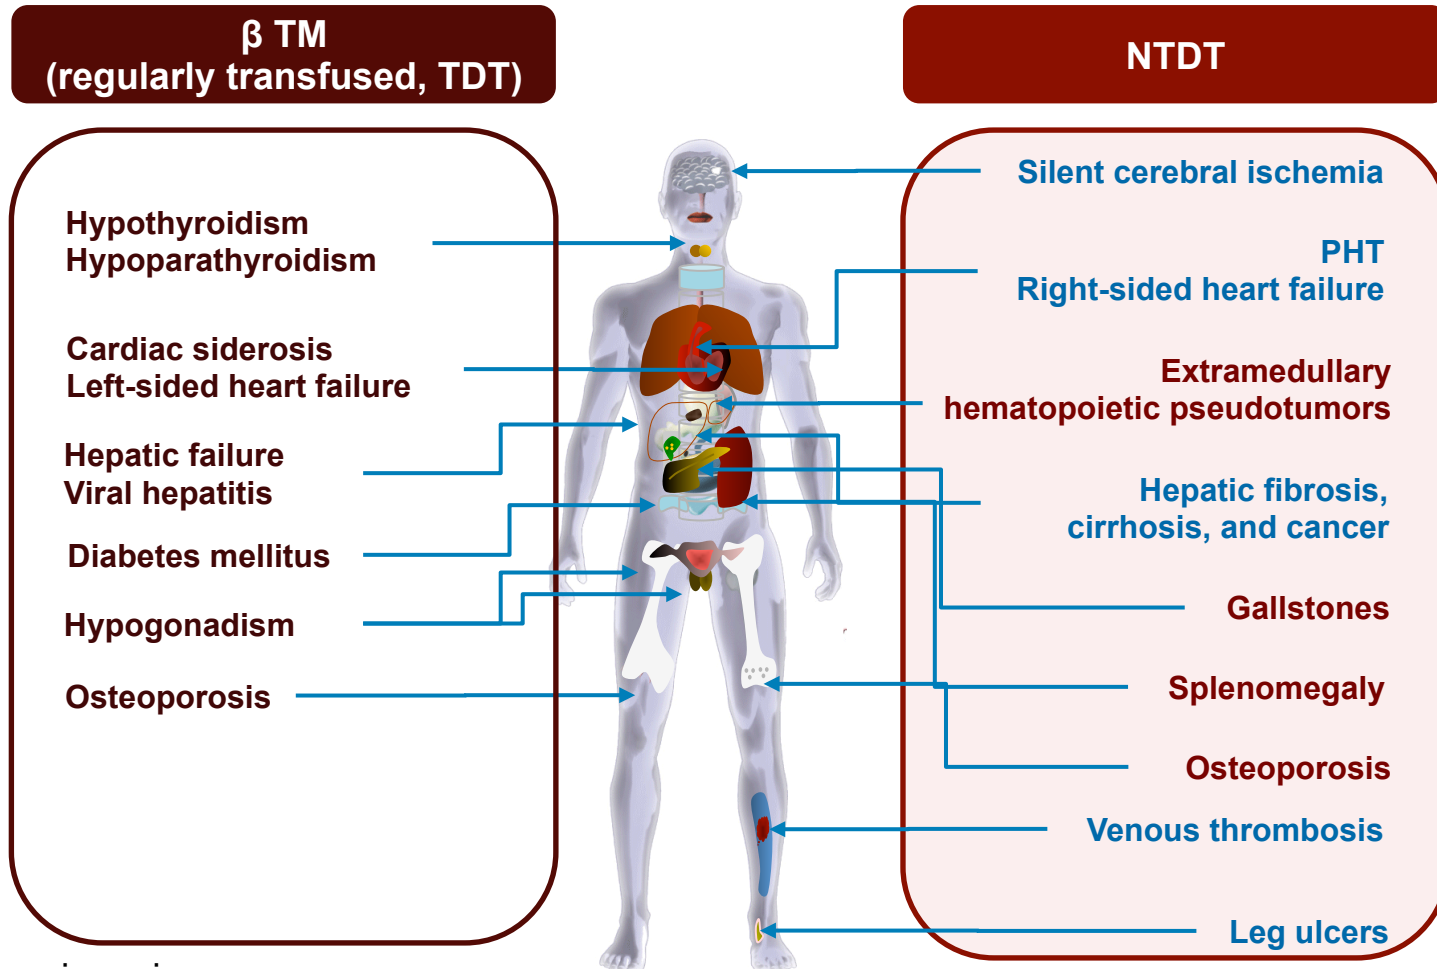 β TM
(regularly transfused, TDT)
Hypothyroidism
Hypoparathyroidism
Cardiac siderosis
Left-sided heart failure
Hepatic failure
Viral hepatitis
Diabetes mellitus
Hypogonadism
Osteoporosis
NTDT
Silent cerebral ischemia
PHT
Right-sided heart failure
Extramedullary
hematopoietic pseudotumors
Hepatic fibrosis,
cirrhosis, and cancer
Gallstones
Splenomegaly
Osteoporosis
Venous thrombosis
Leg ulcers